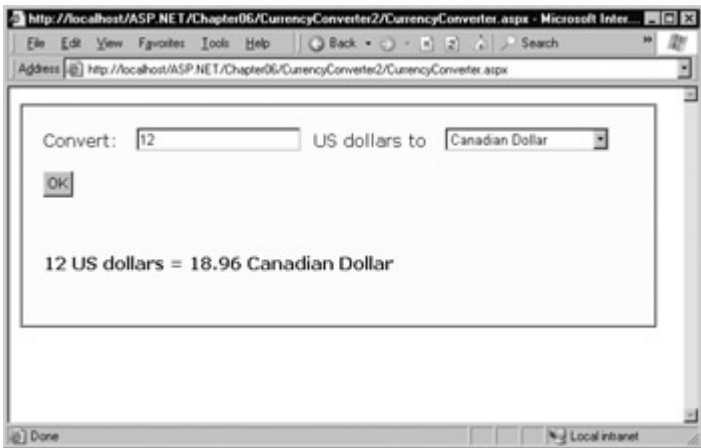 http://localhost/ASP.NET/Chapter06/CurrencyConverter2/CurrencyConverter.aspx - Microsoft Inter...
File Edit View Favorites Tools Help Back Search
Address http://localhost/ASP.NET/Chapter06/CurrencyConverter2/CurrencyConverter.aspx
Convert: 12 US dollars to Canadian Dollar
OK
12 US dollars = 18.96 Canadian Dollar
Done Local intranet